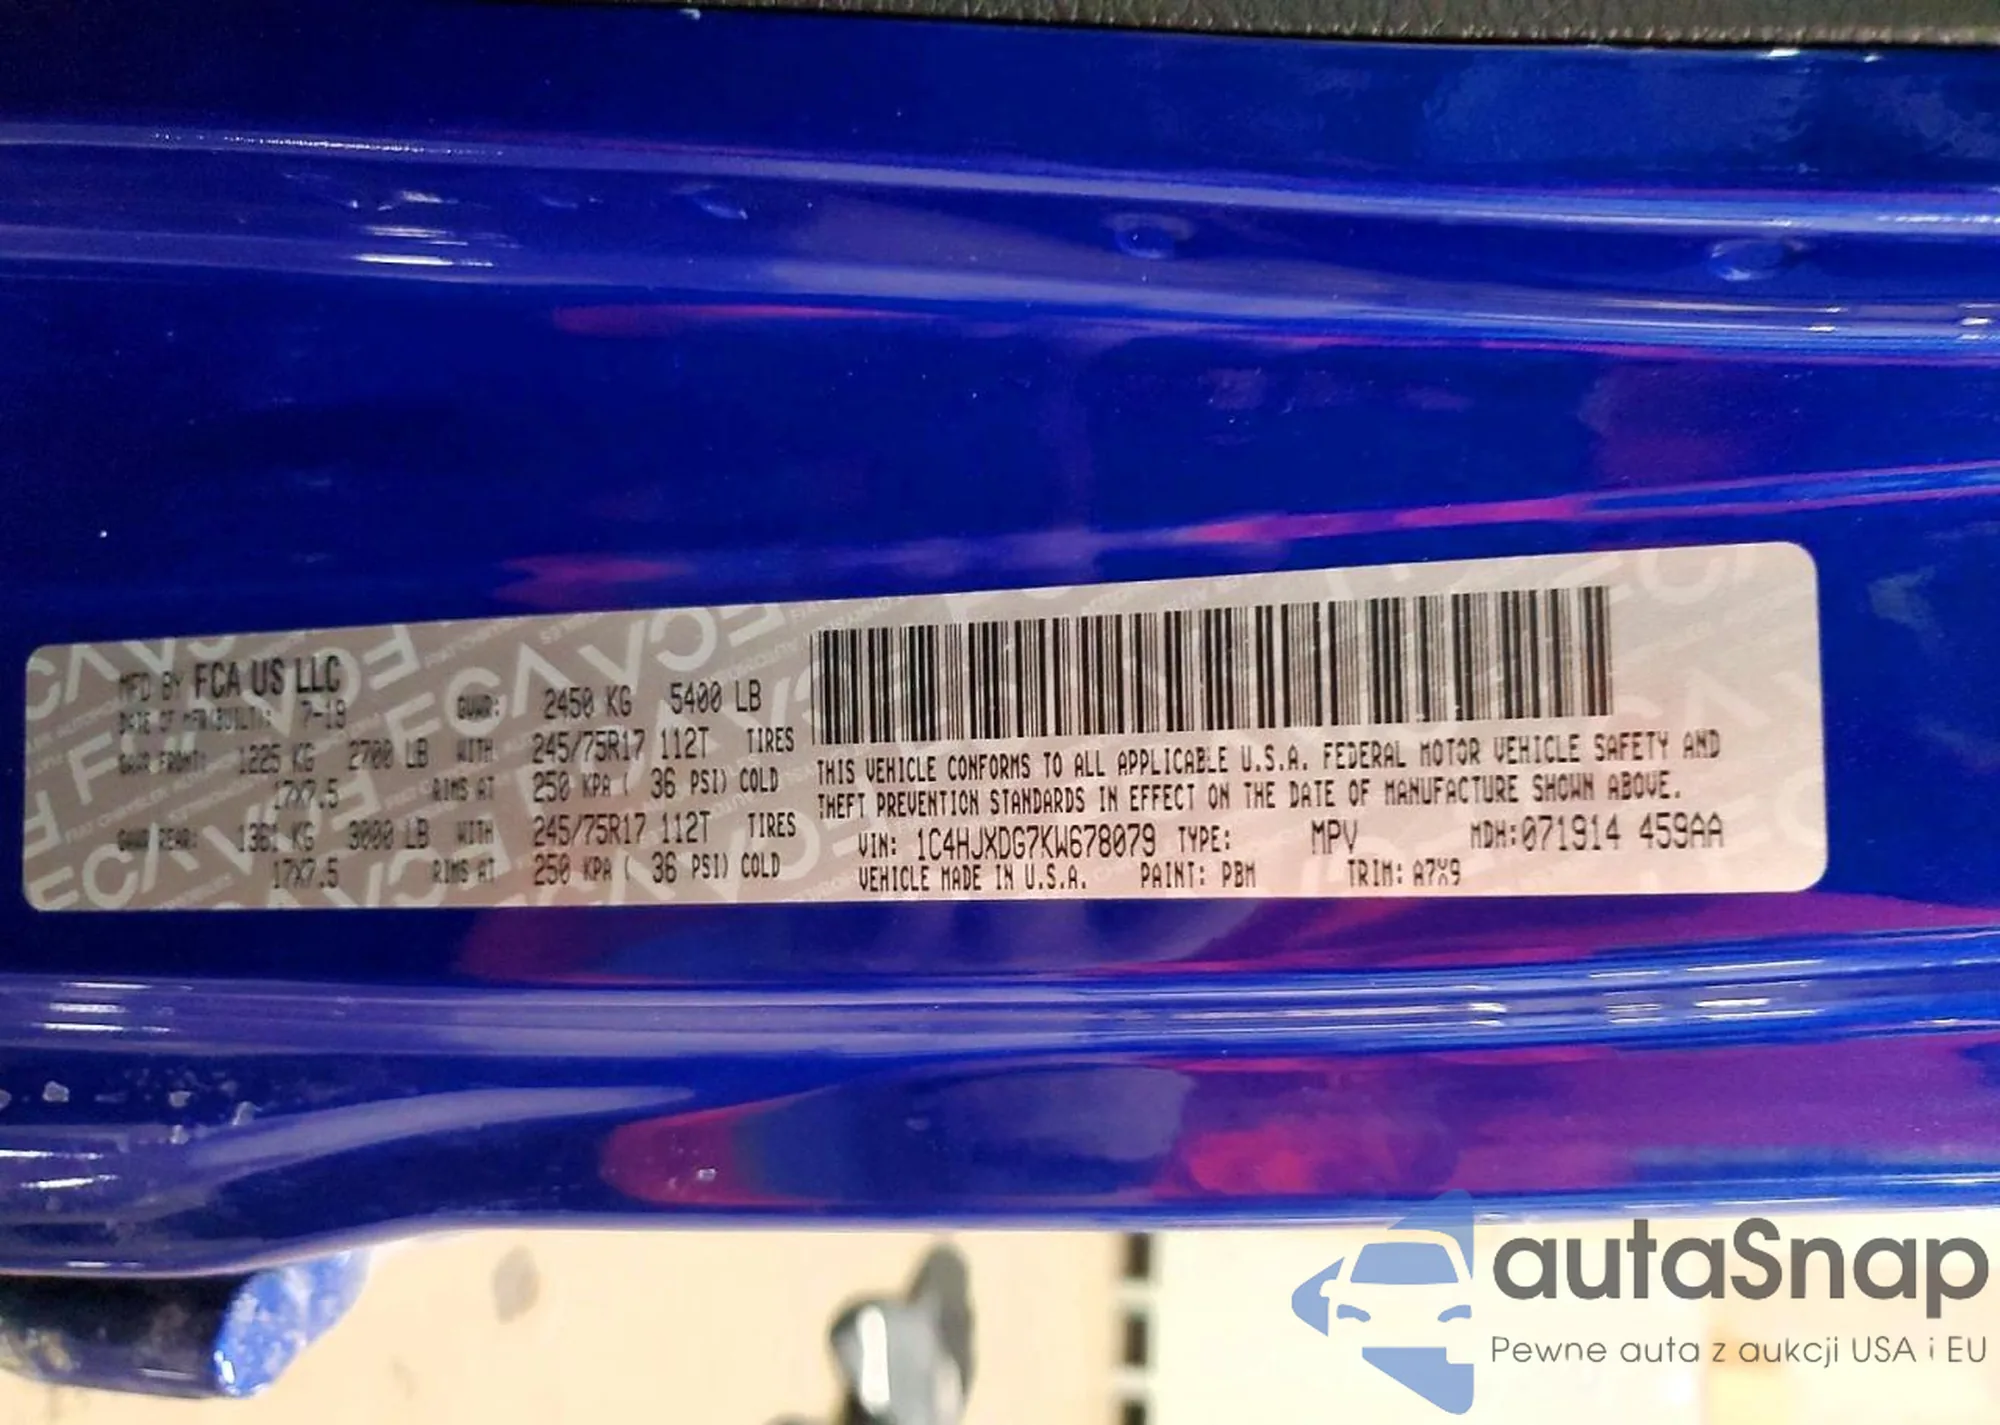 MFD BY FCA US LLC
DATE OF MFR(BUILT): 7-19 GVWR: 2450 KG 5400 LB
GAWR FRONT: 1225 KG 2700 LB WITH 245/75R17 112T TIRES
17X7.5 RIMS AT 250 KPA ( 36 PSI) COLD
GAWR REAR: 1361 KG 3000 LB WITH 245/75R17 112T TIRES
17X7.5 RIMS AT 250 KPA ( 36 PSI) COLD
THIS VEHICLE CONFORMS TO ALL APPLICABLE U.S.A. FEDERAL MOTOR VEHICLE SAFETY AND
THEFT PREVENTION STANDARDS IN EFFECT ON THE DATE OF MANUFACTURE SHOWN ABOVE.
VIN: 1C4HJXDG7KW678079 TYPE: MPV MDH:071914 459AA
VEHICLE MADE IN U.S.A. PAINT: PBM TRIM: A7X9
autaSnap
Pewne auta z aukcji USA i EU